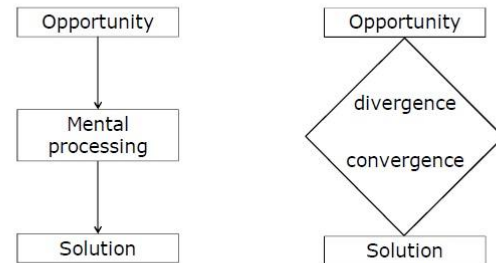 Opportunity
Mental
processing
Solution
Opportunity
divergence
convergence
Solution